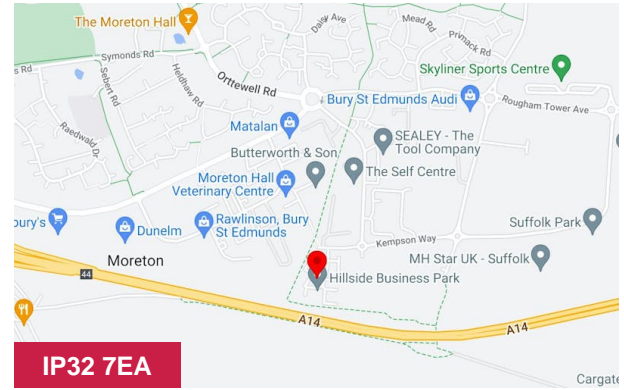 The Moreton Hall
Daisy Ave
Mead Rd
Primack Rd
Symonds Rd
s Rd
Sebert Rd
Heldhaw Rd
Orttewell Rd
Skyliner Sports Centre
Raedwald Dr
Bury St Edmunds Audi
Rougham Tower Ave
Matalan
SEALEY - The
Tool Company
Butterworth & Son
The Self Centre
Moreton Hall
Veterinary Centre
bury's
Dunelm
Rawlinson, Bury
St Edmunds
Suffolk Park
Kempson Way
Moreton
MH Star UK - Suffolk
44
Hillside Business Park
A14
A14
IP32 7EA
Cargate